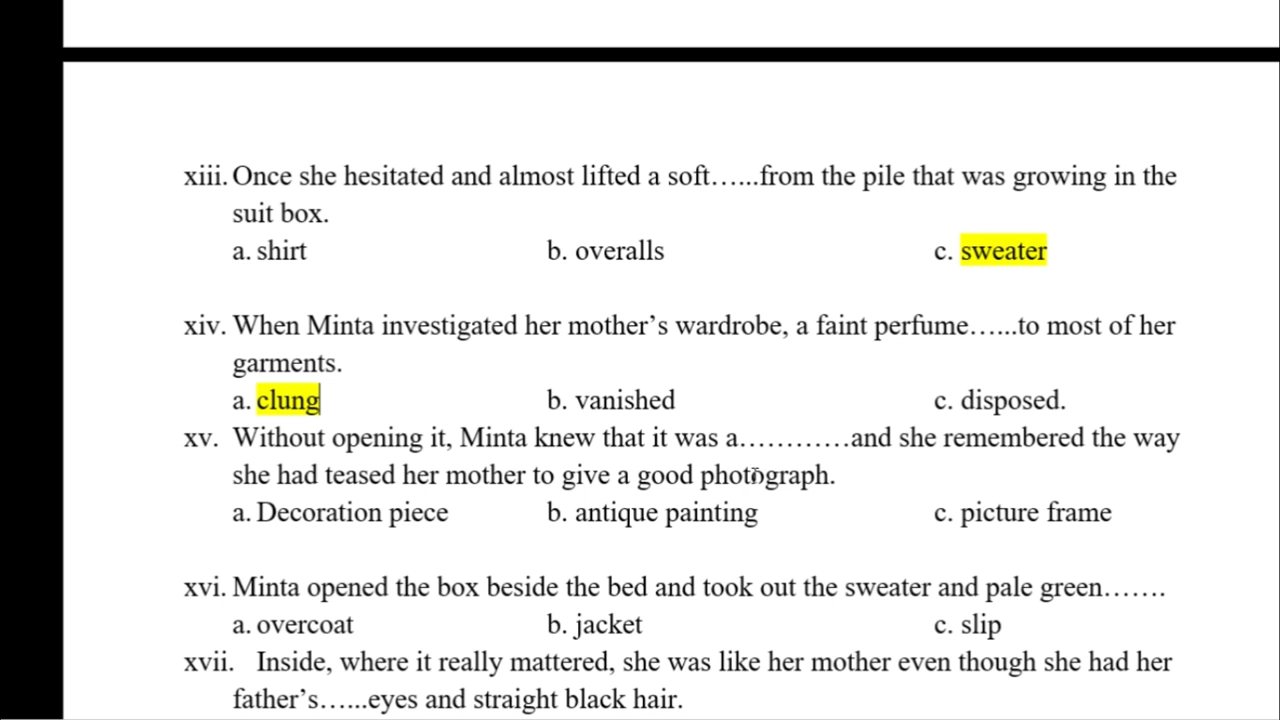 xiii. Once she hesitated and almost lifted a soft…...from the pile that was growing in the
suit box.
a. shirt b. overalls c. sweater
xiv. When Minta investigated her mother’s wardrobe, a faint perfume…...to most of her
garments.
a. clung b. vanished c. disposed.
xv. Without opening it, Minta knew that it was a…………and she remembered the way
she had teased her mother to give a good photograph.
a. Decoration piece b. antique painting c. picture frame
xvi. Minta opened the box beside the bed and took out the sweater and pale green…….
a. overcoat b. jacket c. slip
xvii. Inside, where it really mattered, she was like her mother even though she had her
father’s…...eyes and straight black hair.